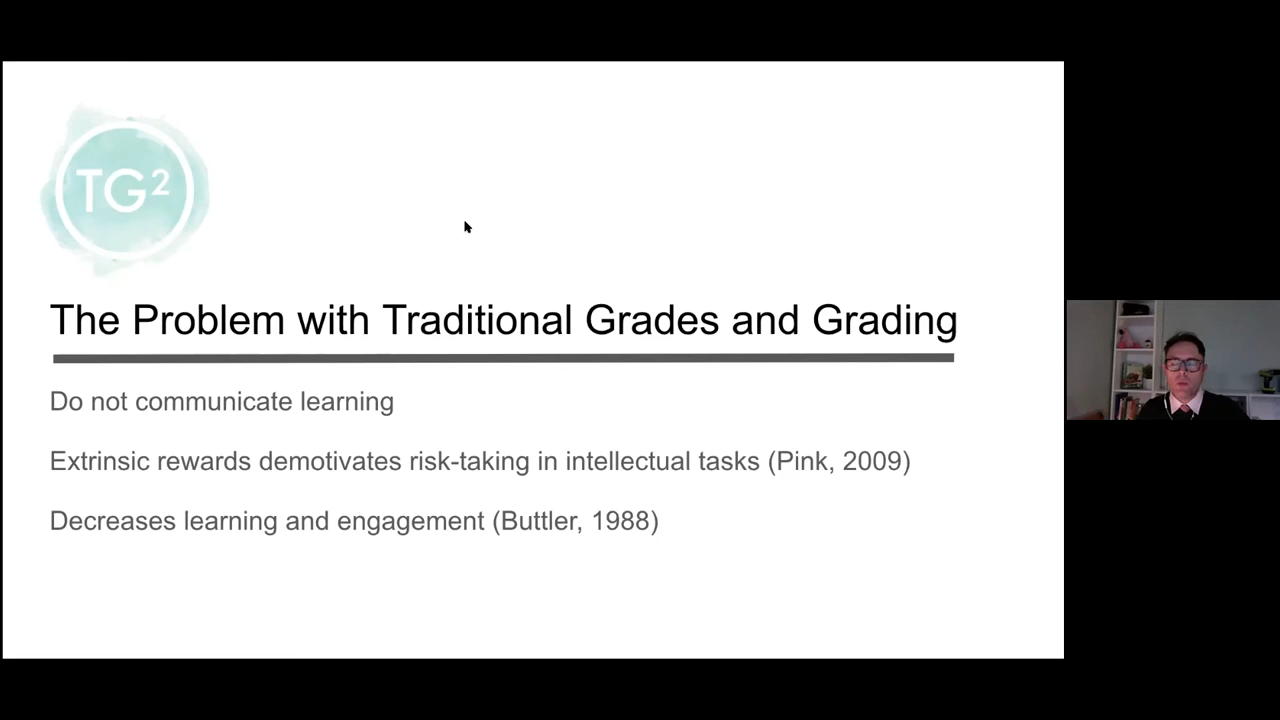 TG²
The Problem with Traditional Grades and Grading
Do not communicate learning
Extrinsic rewards demotivates risk-taking in intellectual tasks (Pink, 2009)
Decreases learning and engagement (Buttler, 1988)